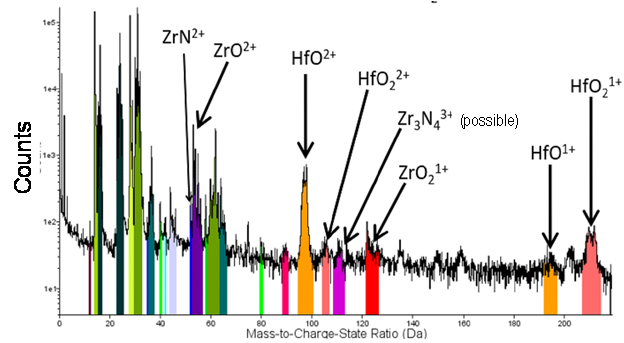 ZrN²⁺
ZrO²⁺
HfO²⁺
HfO₂²⁺
Zr₃N₄³⁺ (possible)
ZrO₂¹⁺
HfO¹⁺
HfO₂¹⁺
Counts
1e5
1e4
1e3
1e2
1e1
0 20 40 60 80 100 120 140 160 180 200
Mass-to-Charge-State Ratio (Da)